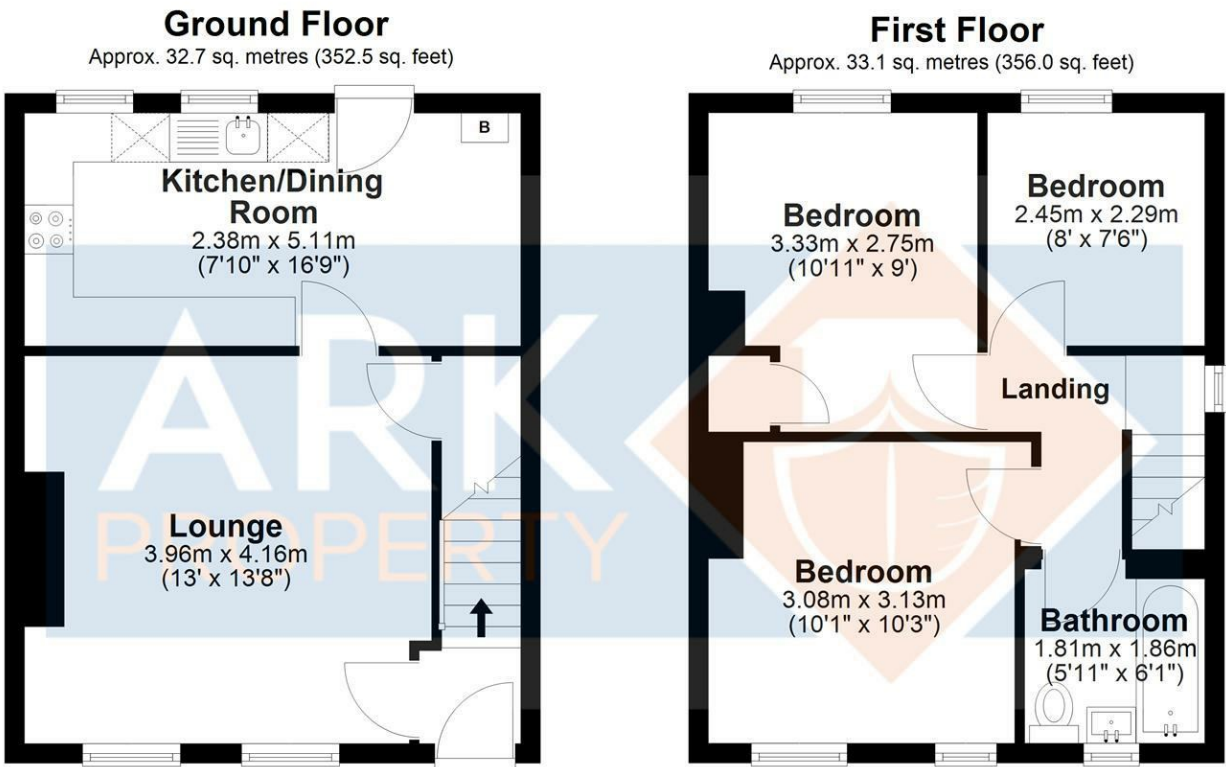 Ground Floor
Approx. 32.7 sq. metres (352.5 sq. feet)
B
Kitchen/Dining
Room
2.38m x 5.11m
(7'10" x 16'9")
Lounge
3.96m x 4.16m
(13' x 13'8")
First Floor
Approx. 33.1 sq. metres (356.0 sq. feet)
Bedroom
3.33m x 2.75m
(10'11" x 9')
Bedroom
2.45m x 2.29m
(8' x 7'6")
Landing
Bedroom
3.08m x 3.13m
(10'1" x 10'3")
Bathroom
1.81m x 1.86m
(5'11" x 6'1")
ARK
PROPERTY